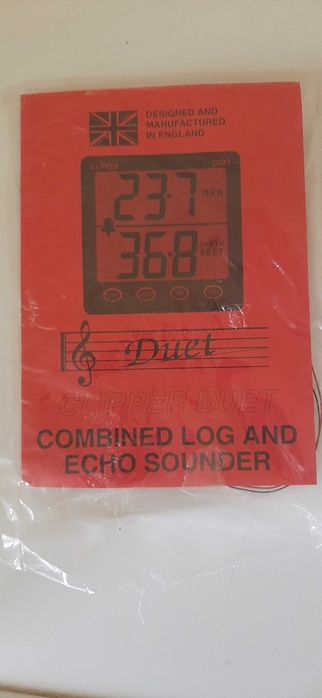 DESIGNED AND
MANUFACTURED
IN ENGLAND
CLIPPER DUET
23.7 MPH
36.8 DEPTH
FEET
Duet
CLIPPER DUET
COMBINED LOG AND
ECHO SOUNDER